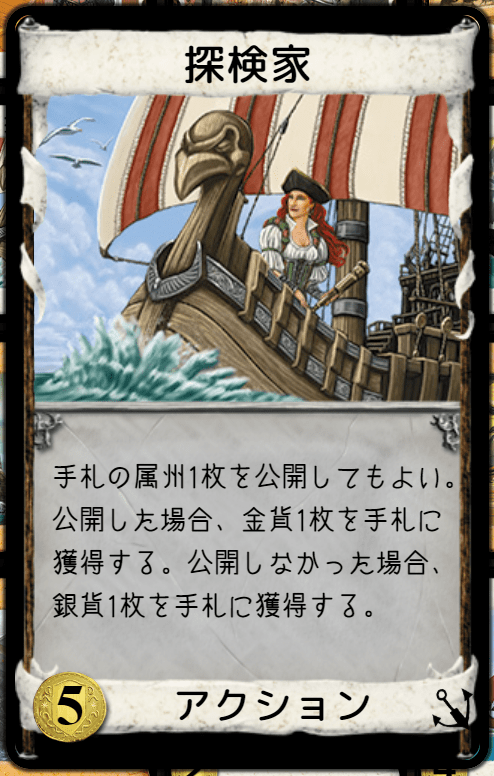 探検家
手札の属州1枚を公開してもよい。
公開した場合、金貨1枚を手札に
獲得する。公開しなかった場合、
銀貨1枚を手札に獲得する。
5
アクション